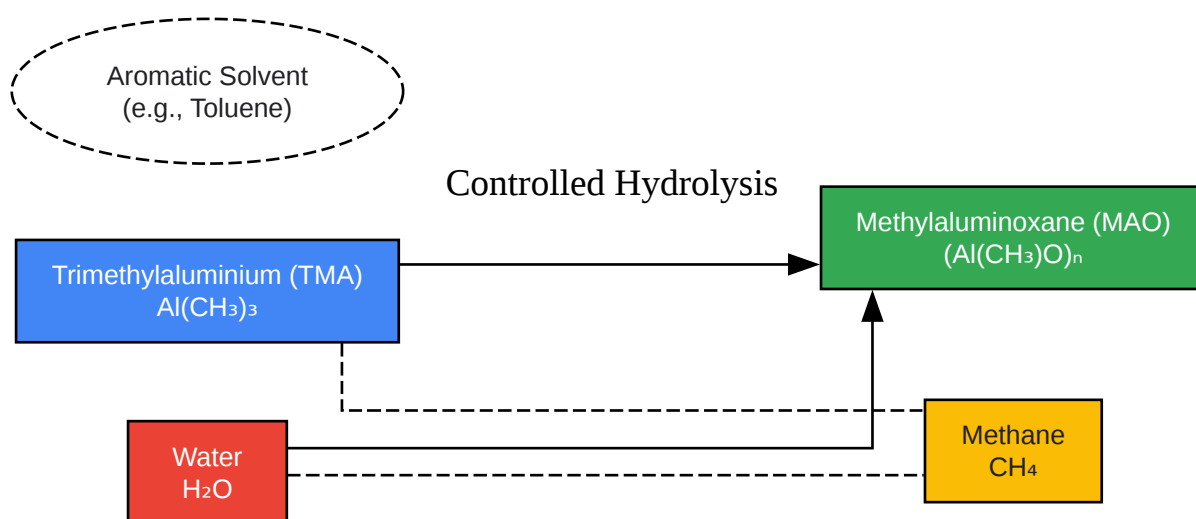 Aromatic Solvent
(e.g., Toluene)
Controlled Hydrolysis
Methylaluminoxane (MAO)
(Al(CH₃)O)ₙ
Trimethylaluminium (TMA)
Al(CH₃)₃
Water
H₂O
Methane
CH₄